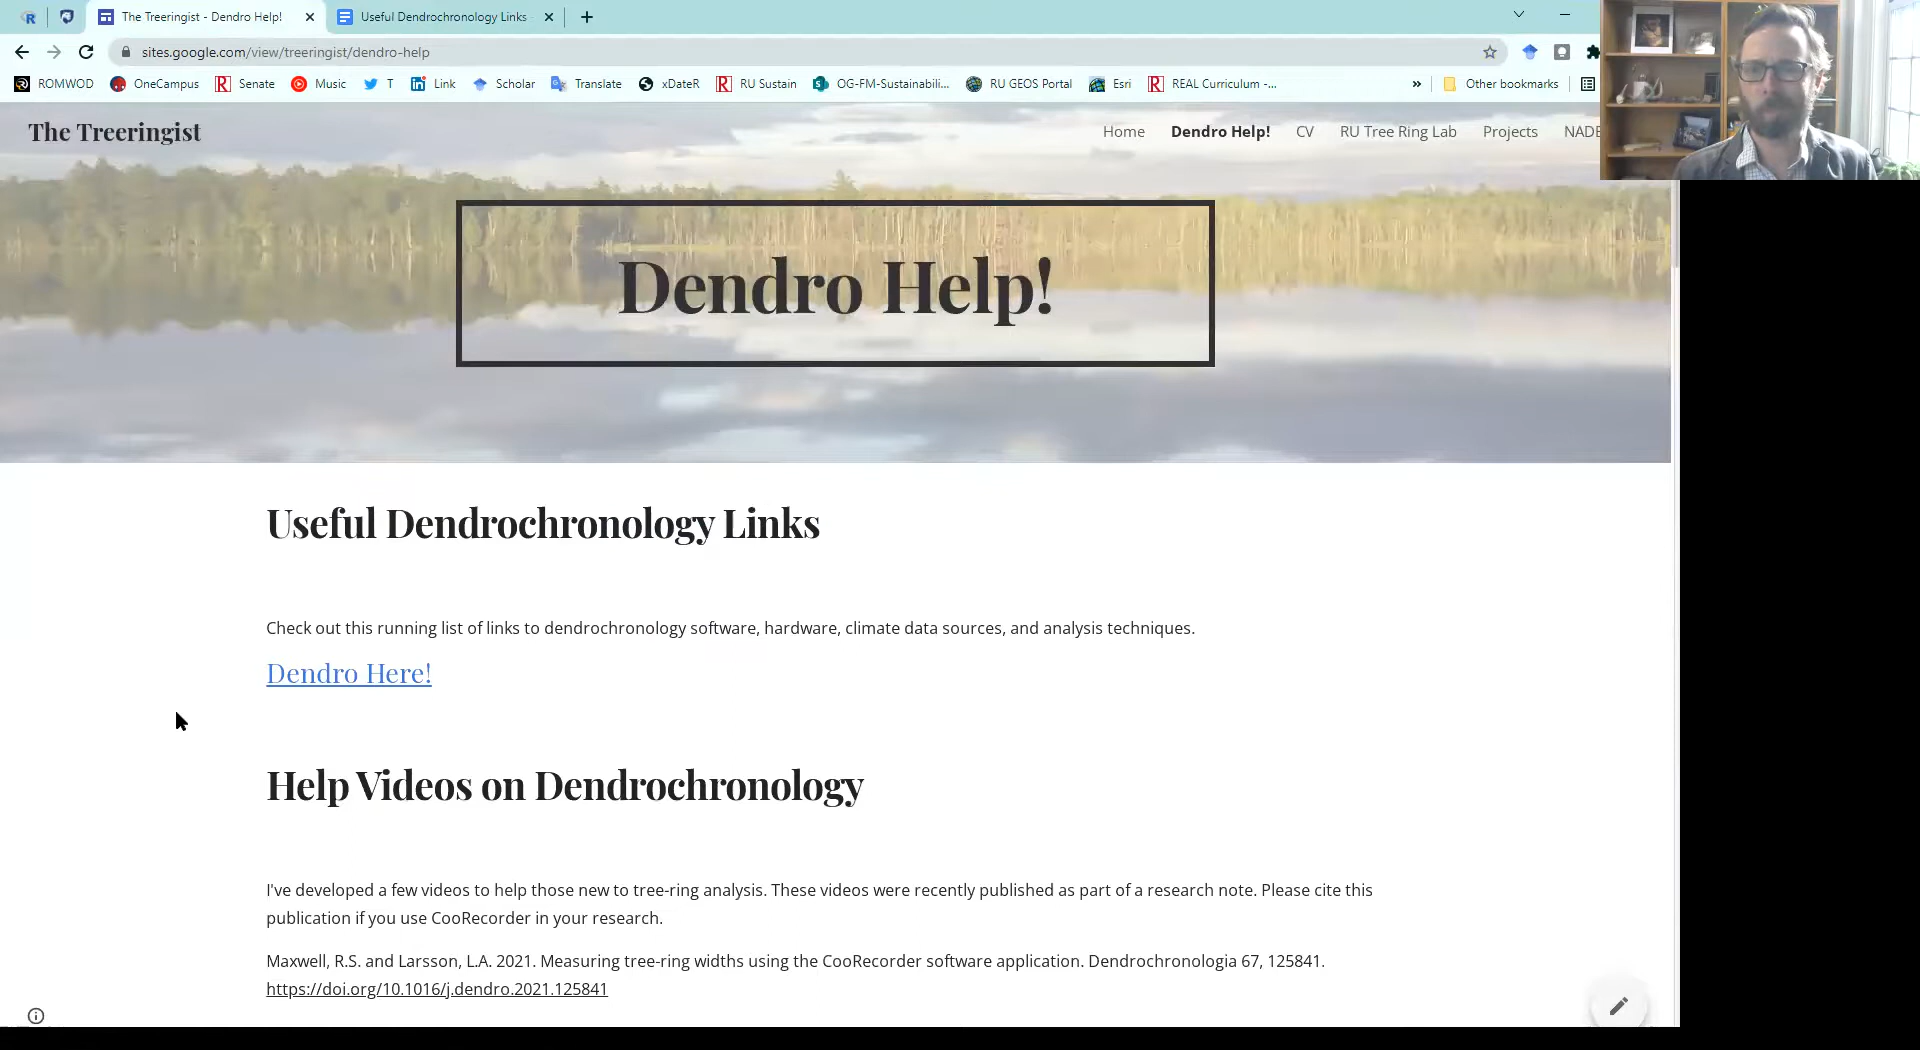 The Treeringist - Dendro Help!
Useful Dendrochronology Links
sites.google.com/view/treeringist/dendro-help
ROMWOD OneCampus Senate Music T Link Scholar Translate xDateR RU Sustain OG-FM-Sustainabili... RU GEOS Portal Esri REAL Curriculum -... » Other bookmarks
The Treeringist
Home Dendro Help! CV RU Tree Ring Lab Projects
Dendro Help!
Useful Dendrochronology Links
Check out this running list of links to dendrochronology software, hardware, climate data sources, and analysis techniques.
Dendro Here!
Help Videos on Dendrochronology
I've developed a few videos to help those new to tree-ring analysis. These videos were recently published as part of a research note. Please cite this
publication if you use CooRecorder in your research.
Maxwell, R.S. and Larsson, L.A. 2021. Measuring tree-ring widths using the CooRecorder software application. Dendrochronologia 67, 125841.
https://doi.org/10.1016/j.dendro.2021.125841